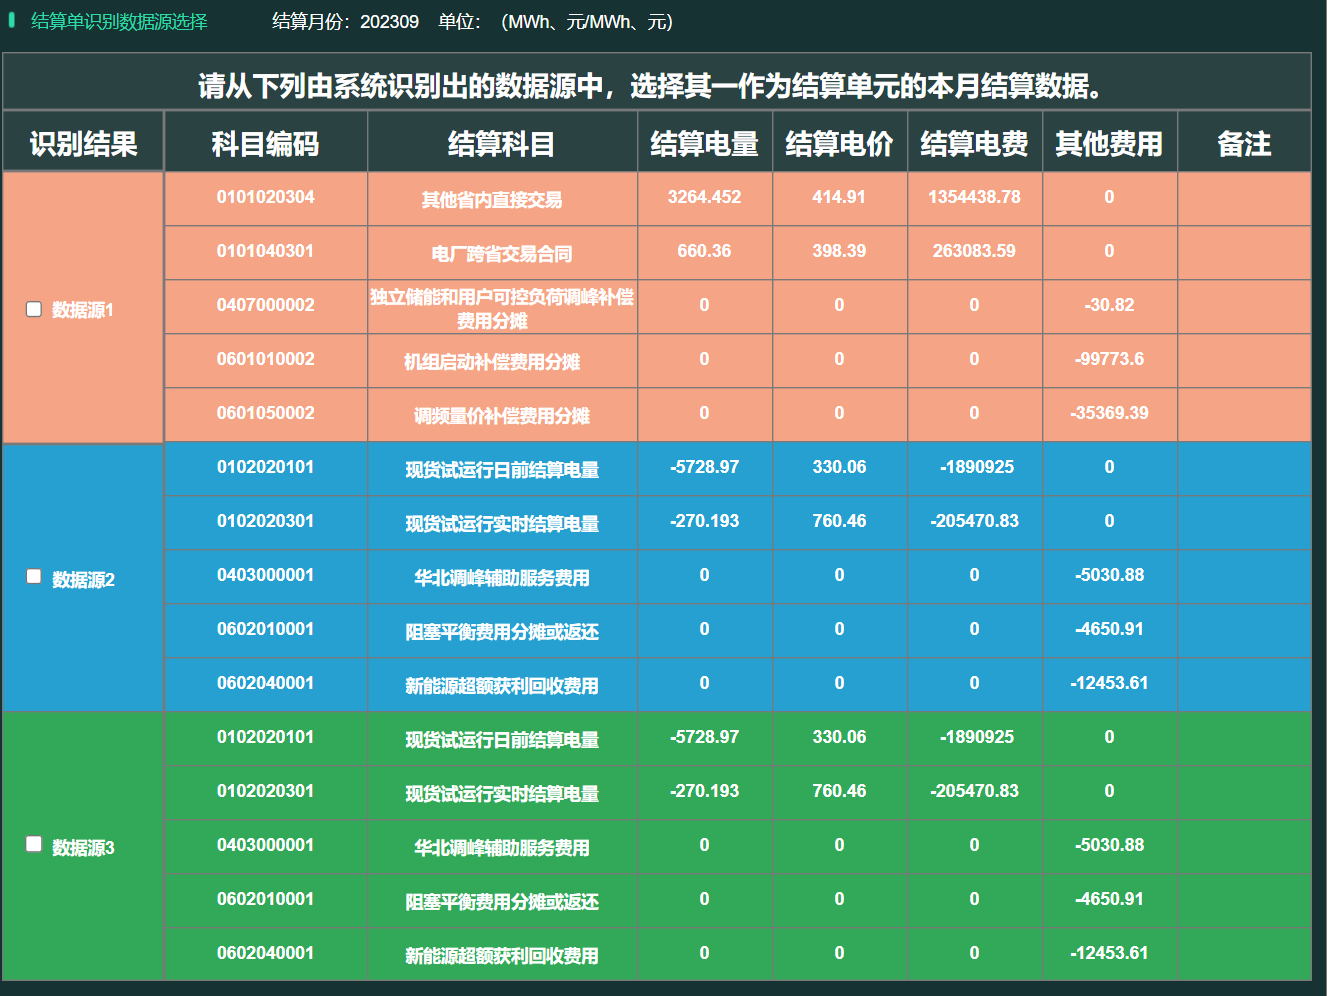 结算单识别数据源选择 结算月份：202309 单位：（MWh、元/MWh、元）
请从下列由系统识别出的数据源中，选择其一作为结算单元的本月结算数据。
识别结果 科目编码 结算科目 结算电量 结算电价 结算电费 其他费用 备注
0101020304 其他省内直接交易 3264.452 414.91 1354438.78 0
0101040301 电厂跨省交易合同 660.36 398.39 263083.59 0
数据源1 0407000002 独立储能和用户可控负荷调峰补偿 0 0 0 -30.82
费用分摊
0601010002 机组启动补偿费用分摊 0 0 0 -99773.6
0601050002 调频量价补偿费用分摊 0 0 0 -35369.39
0102020101 现货试运行日前结算电量 -5728.97 330.06 -1890925 0
0102020301 现货试运行实时结算电量 -270.193 760.46 -205470.83 0
数据源2 0403000001 华北调峰辅助服务费用 0 0 0 -5030.88
0602010001 阻塞平衡费用分摊或返还 0 0 0 -4650.91
0602040001 新能源超额获利回收费用 0 0 0 -12453.61
0102020101 现货试运行日前结算电量 -5728.97 330.06 -1890925 0
0102020301 现货试运行实时结算电量 -270.193 760.46 -205470.83 0
数据源3 0403000001 华北调峰辅助服务费用 0 0 0 -5030.88
0602010001 阻塞平衡费用分摊或返还 0 0 0 -4650.91
0602040001 新能源超额获利回收费用 0 0 0 -12453.61